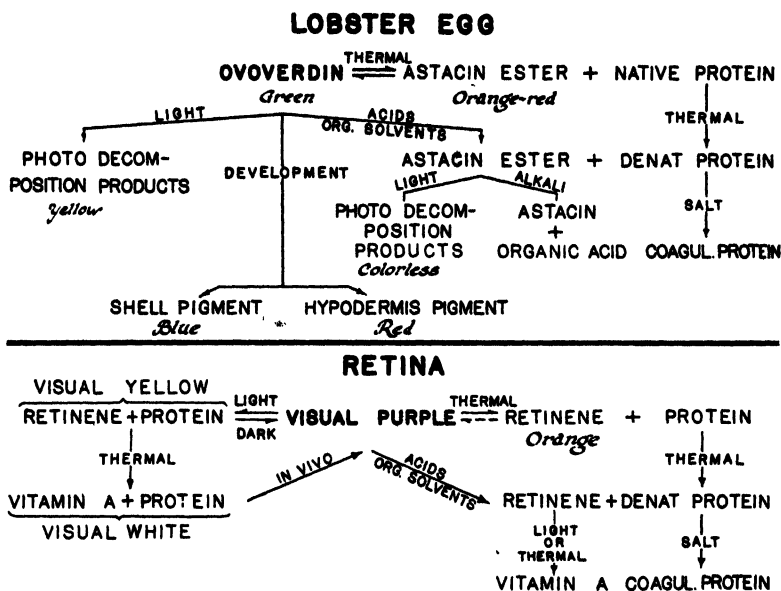 LOBSTER EGG
OVOVERDIN THERMAL ASTACIN ESTER + NATIVE PROTEIN
Green Orange-red
LIGHT ACIDS
ORG. SOLVENTS THERMAL
PHOTO DECOM- DEVELOPMENT ASTACIN ESTER + DENAT PROTEIN
POSITION PRODUCTS LIGHT ALKALI
Yellow PHOTO DECOM- ASTACIN SALT
POSITION +
PRODUCTS ORGANIC ACID COAGUL. PROTEIN
Colorless
SHELL PIGMENT HYPODERMIS PIGMENT
Blue Red
RETINA
VISUAL YELLOW LIGHT THERMAL
RETINENE + PROTEIN VISUAL PURPLE RETINENE + PROTEIN
DARK Orange
THERMAL IN VIVO ACIDS THERMAL
ORG. SOLVENTS
VITAMIN A + PROTEIN RETINENE + DENAT PROTEIN
VISUAL WHITE LIGHT
OR SALT
THERMAL
VITAMIN A COAGUL. PROTEIN